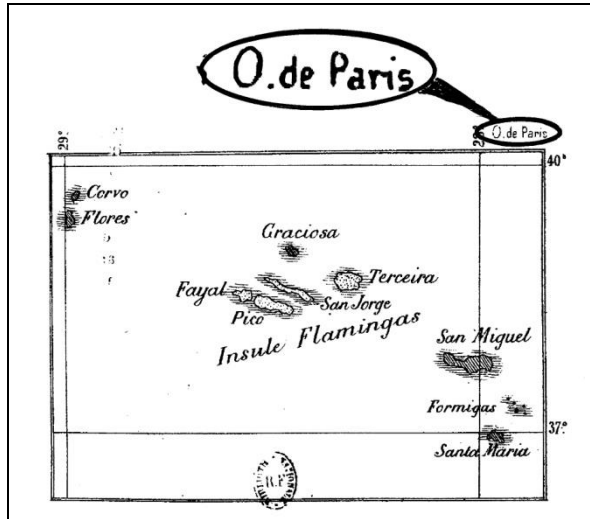 O. de Paris
29°
O. de Paris
40°
Corvo
Flores
Graciosa
Fayal
Terceira
San Jorge
Pico
Insule Flamingas
San Miguel
Formigas
37°
Santa Maria
R.F